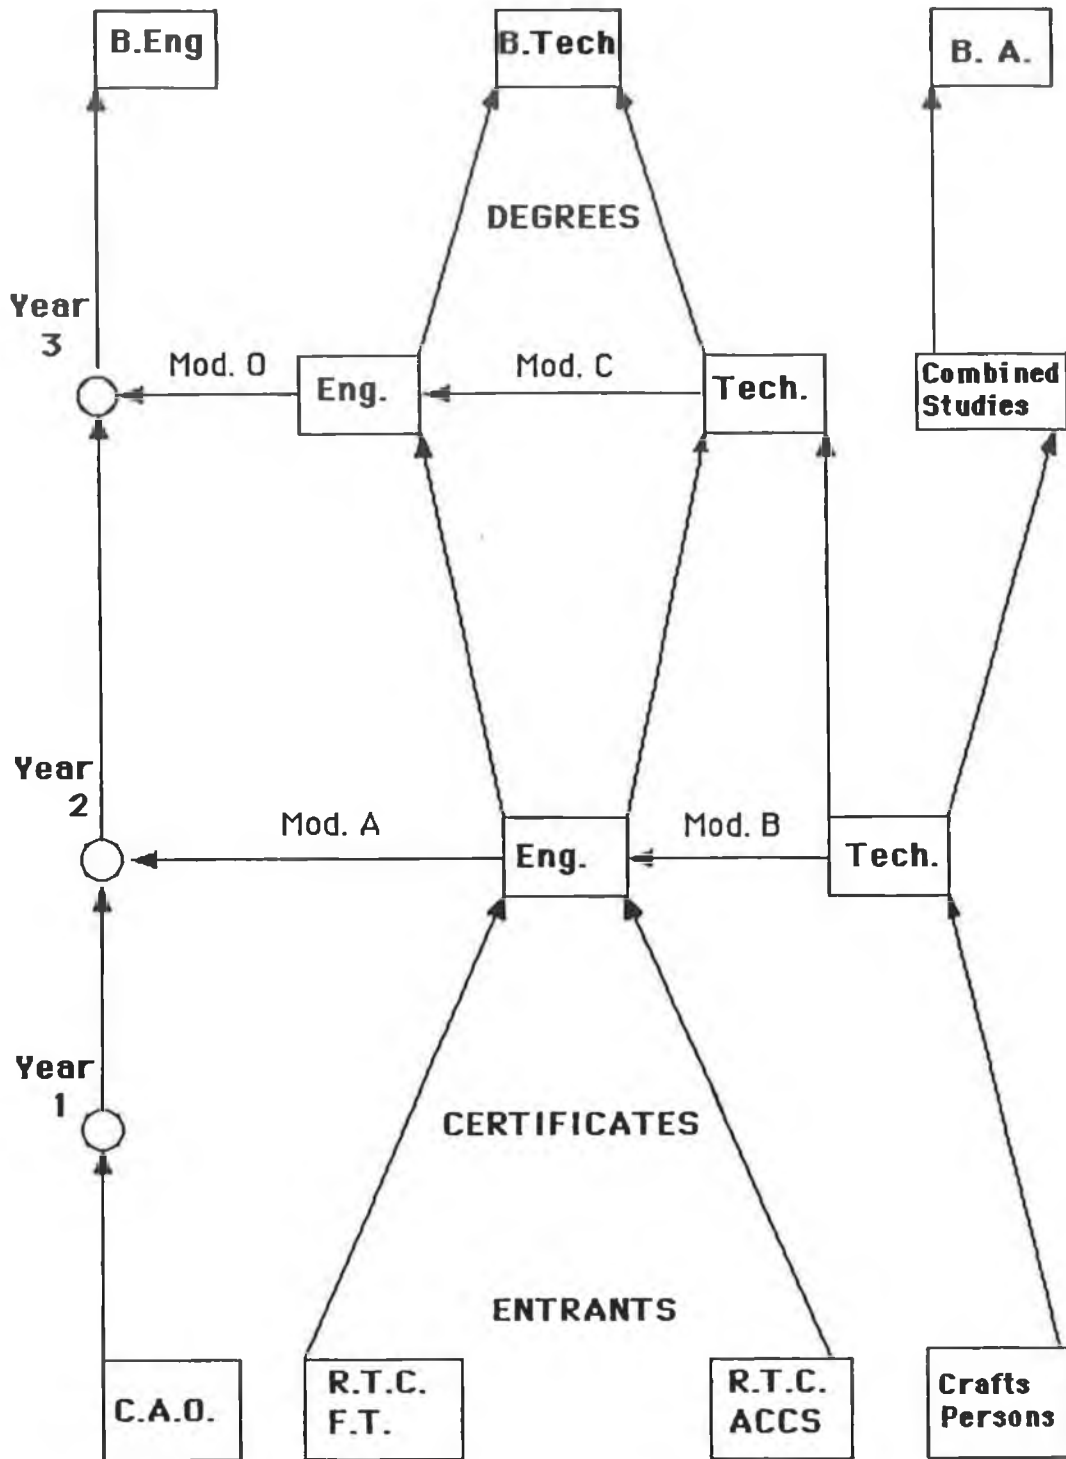 B.Eng
B.Tech
B. A.
DEGREES
Year
3
Mod. O
Mod. C
Eng.
Tech.
Combined
Studies
Year
2
Mod. A
Mod. B
Eng.
Tech.
Year
1
CERTIFICATES
ENTRANTS
C.A.O.
R.T.C.
F.T.
R.T.C.
ACCS
Crafts
Persons